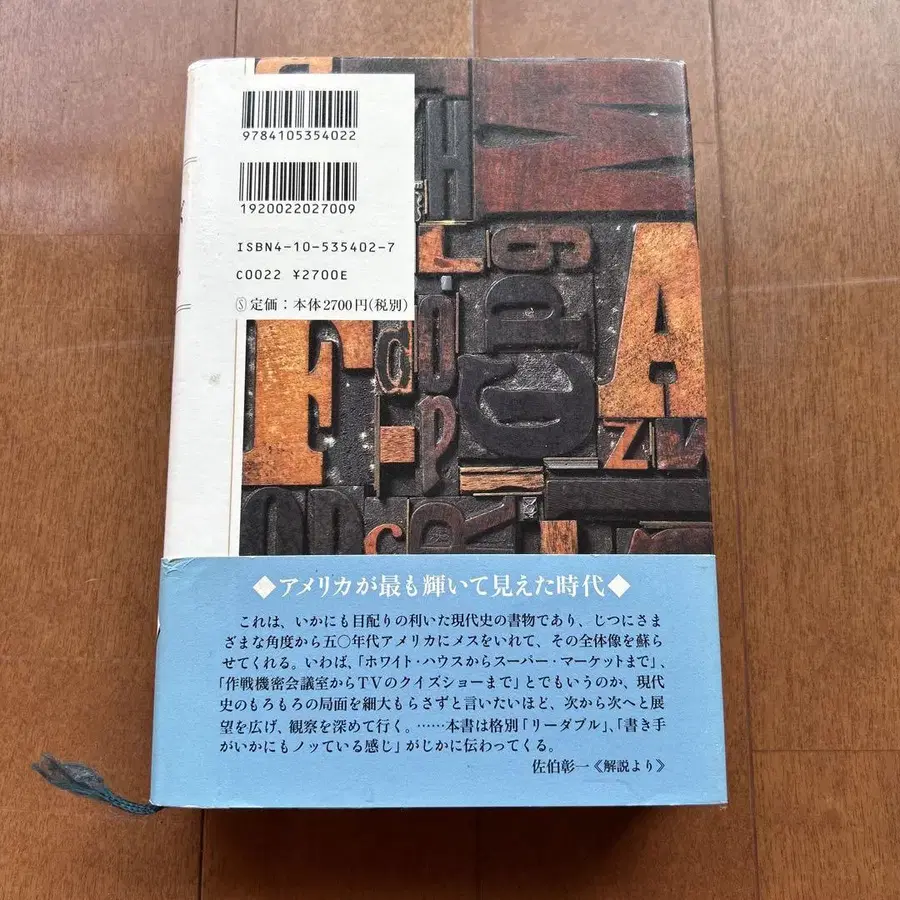 9784105354022
1920022027009
ISBN4-10-535402-7
C0022 ¥2700E
Ⓢ定価：本体2700円(税別)
◆アメリカが最も輝いて見えた時代◆
これは、いかにも目配りの利いた現代史の書物であり、じつにさま
ざまな角度から五〇年代アメリカにメスをいれて、その全体像を蘇ら
せてくれる。いわば、「ホワイト・ハウスからスーパー・マーケットまで」、
「作戦機密会議室からTVのクイズショーまで」とでもいうのか、現代
史のもろもろの局面を細大もらさずと言いたいほど、次から次へと展
望を広げ、観察を深めて行く。……本書は格別「リーダブル」、「書き手
がいかにもノッている感じ」がじかに伝わってくる。
佐伯彰一《解説より》